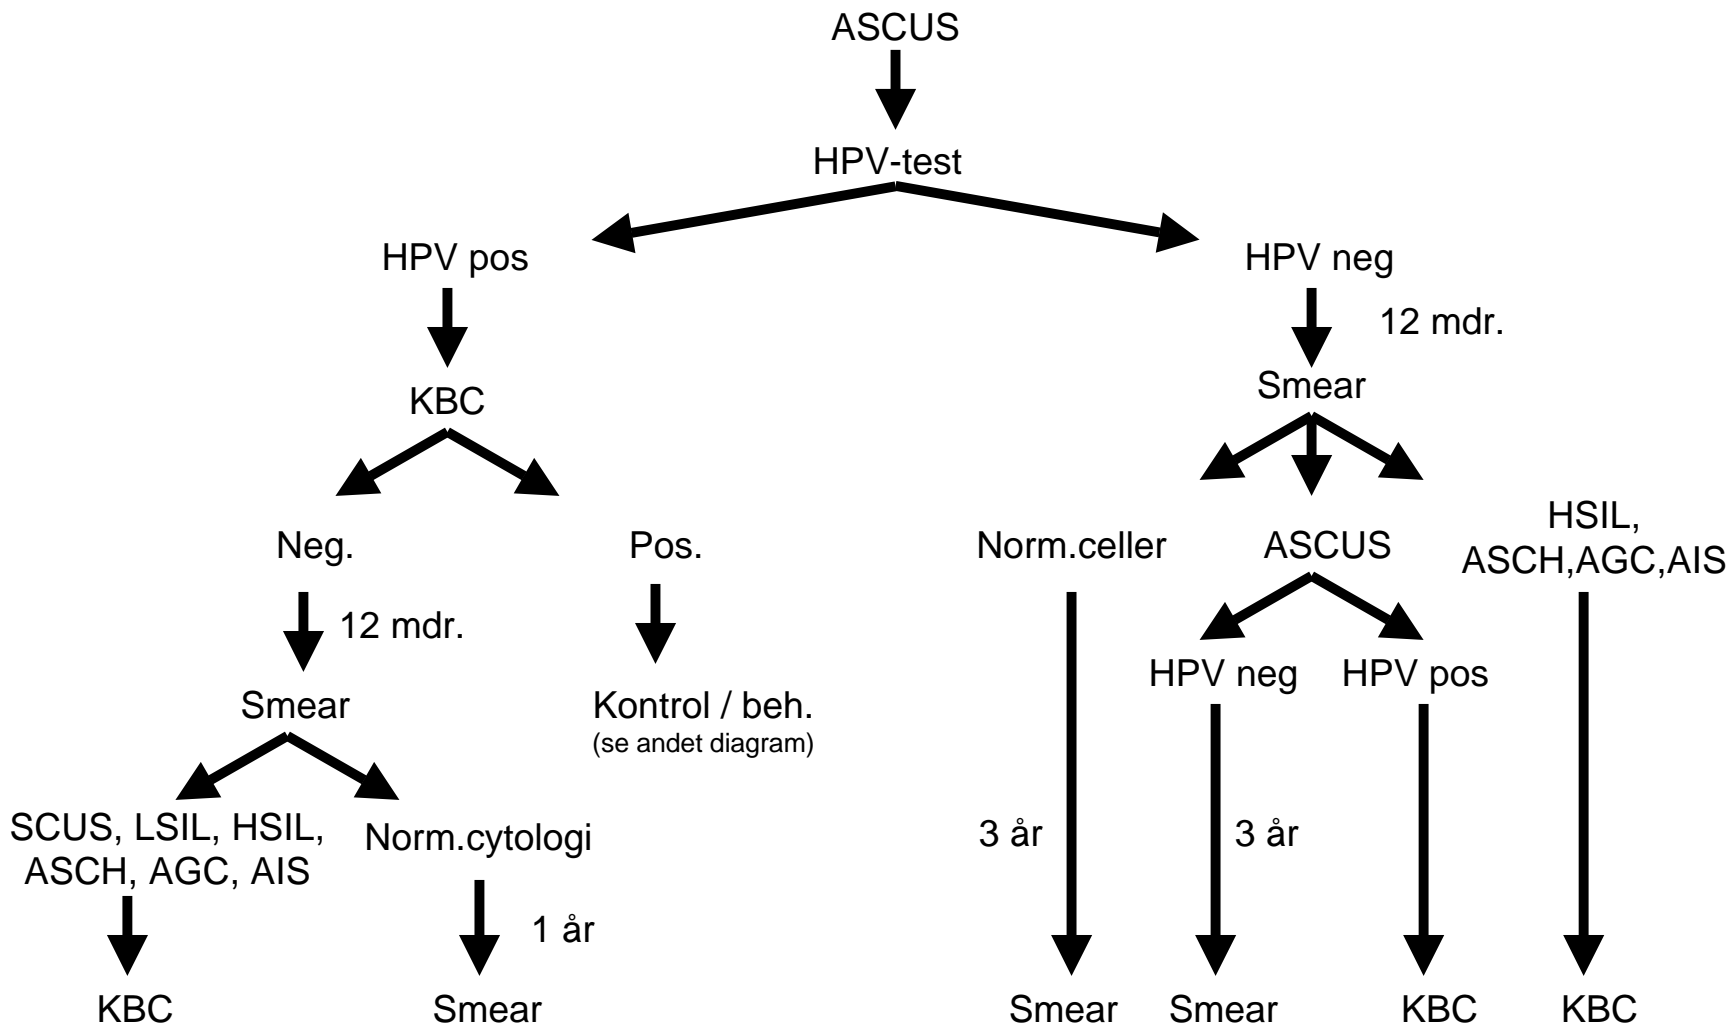 ASCUS
HPV-test
HPV pos
HPV neg
12 mdr.
KBC
Smear
Neg.
Pos.
Norm.celler
ASCUS
HSIL,
ASCH,AGC,AIS
12 mdr.
HPV neg
HPV pos
Smear
Kontrol / beh.
(se andet diagram)
SCUS, LSIL, HSIL,
ASCH, AGC, AIS
Norm.cytologi
3 år
3 år
1 år
KBC
Smear
Smear
Smear
KBC
KBC